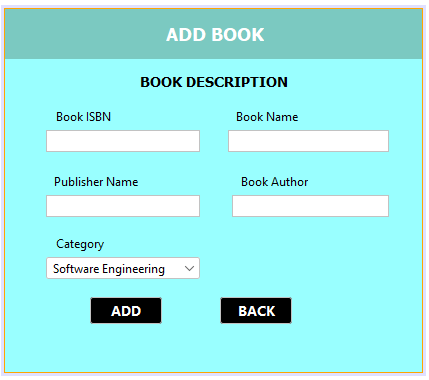 ADD BOOK
BOOK DESCRIPTION
Book ISBN Book Name
Publisher Name Book Author
Category
Software Engineering
ADD BACK